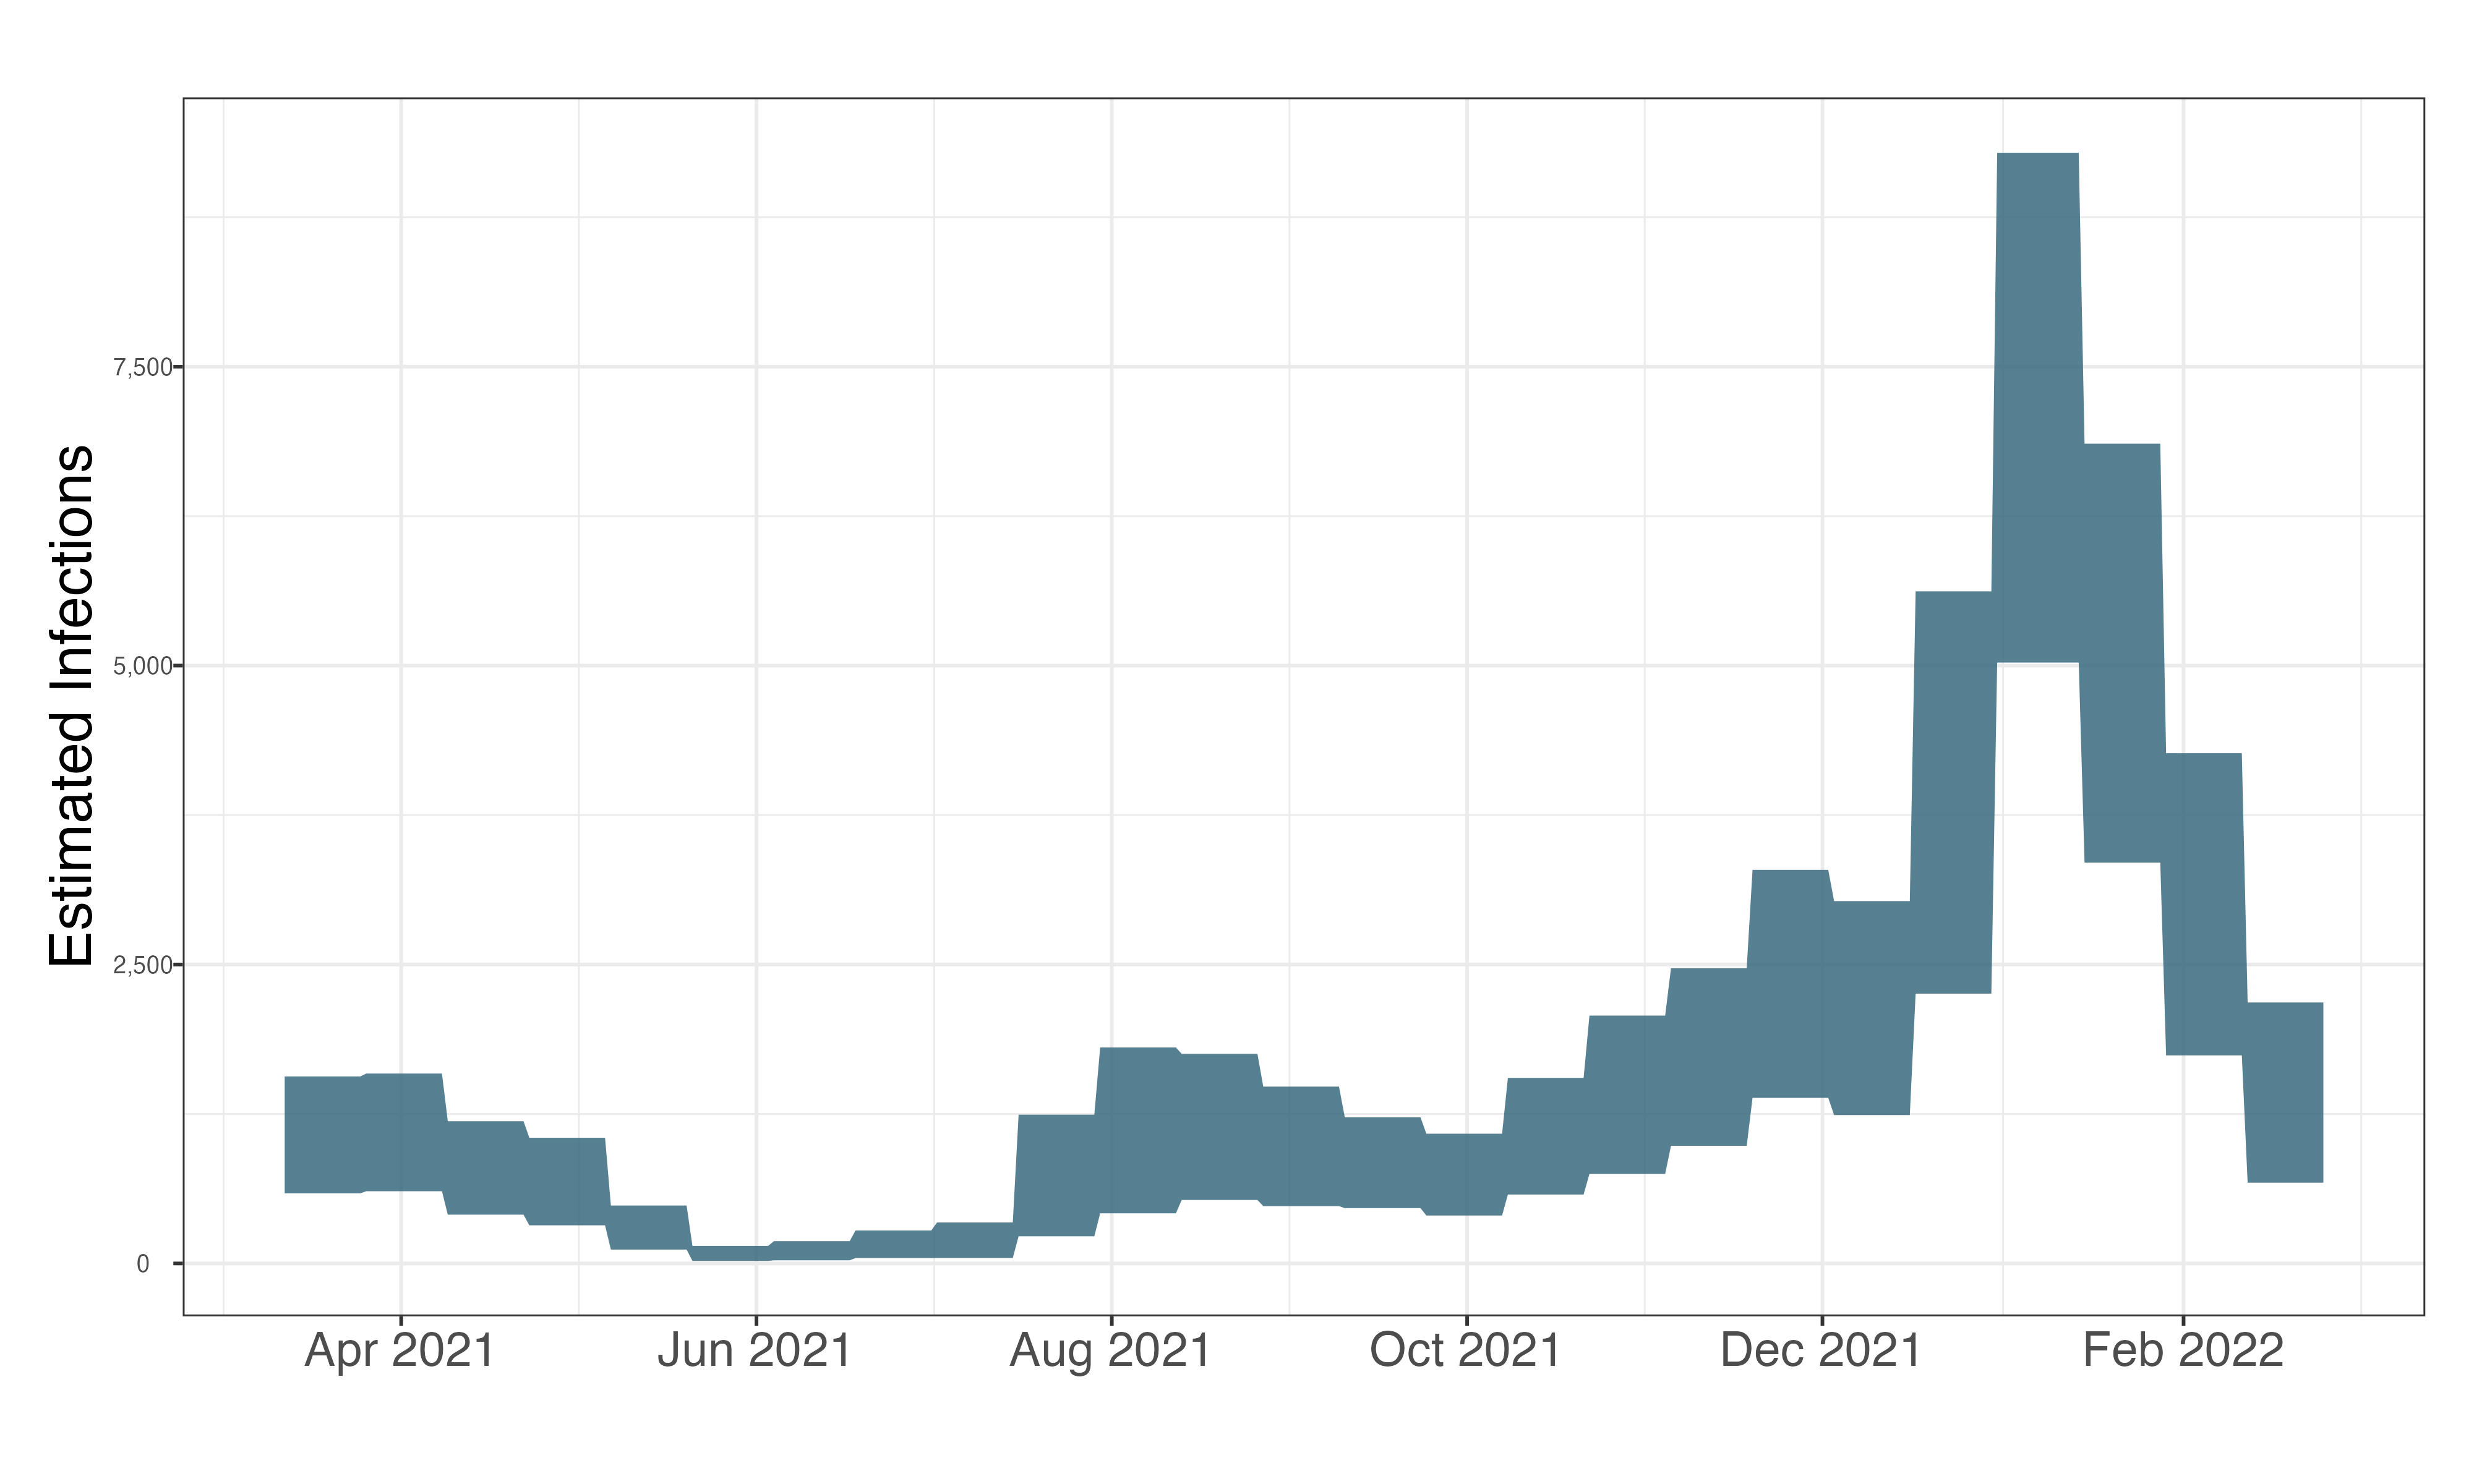 Estimated Infections
7,500
5,000
2,500
0
Apr 2021
Jun 2021
Aug 2021
Oct 2021
Dec 2021
Feb 2022